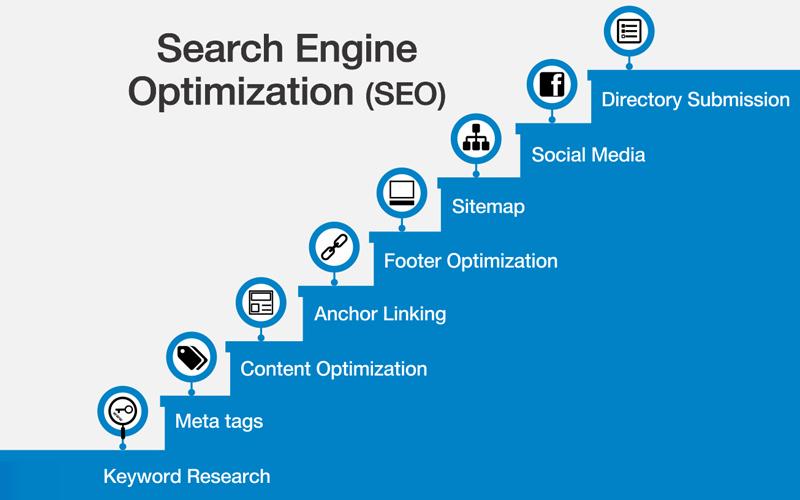 Search Engine
Optimization (SEO)
Directory Submission
Social Media
Sitemap
Footer Optimization
Anchor Linking
Content Optimization
Meta tags
Keyword Research